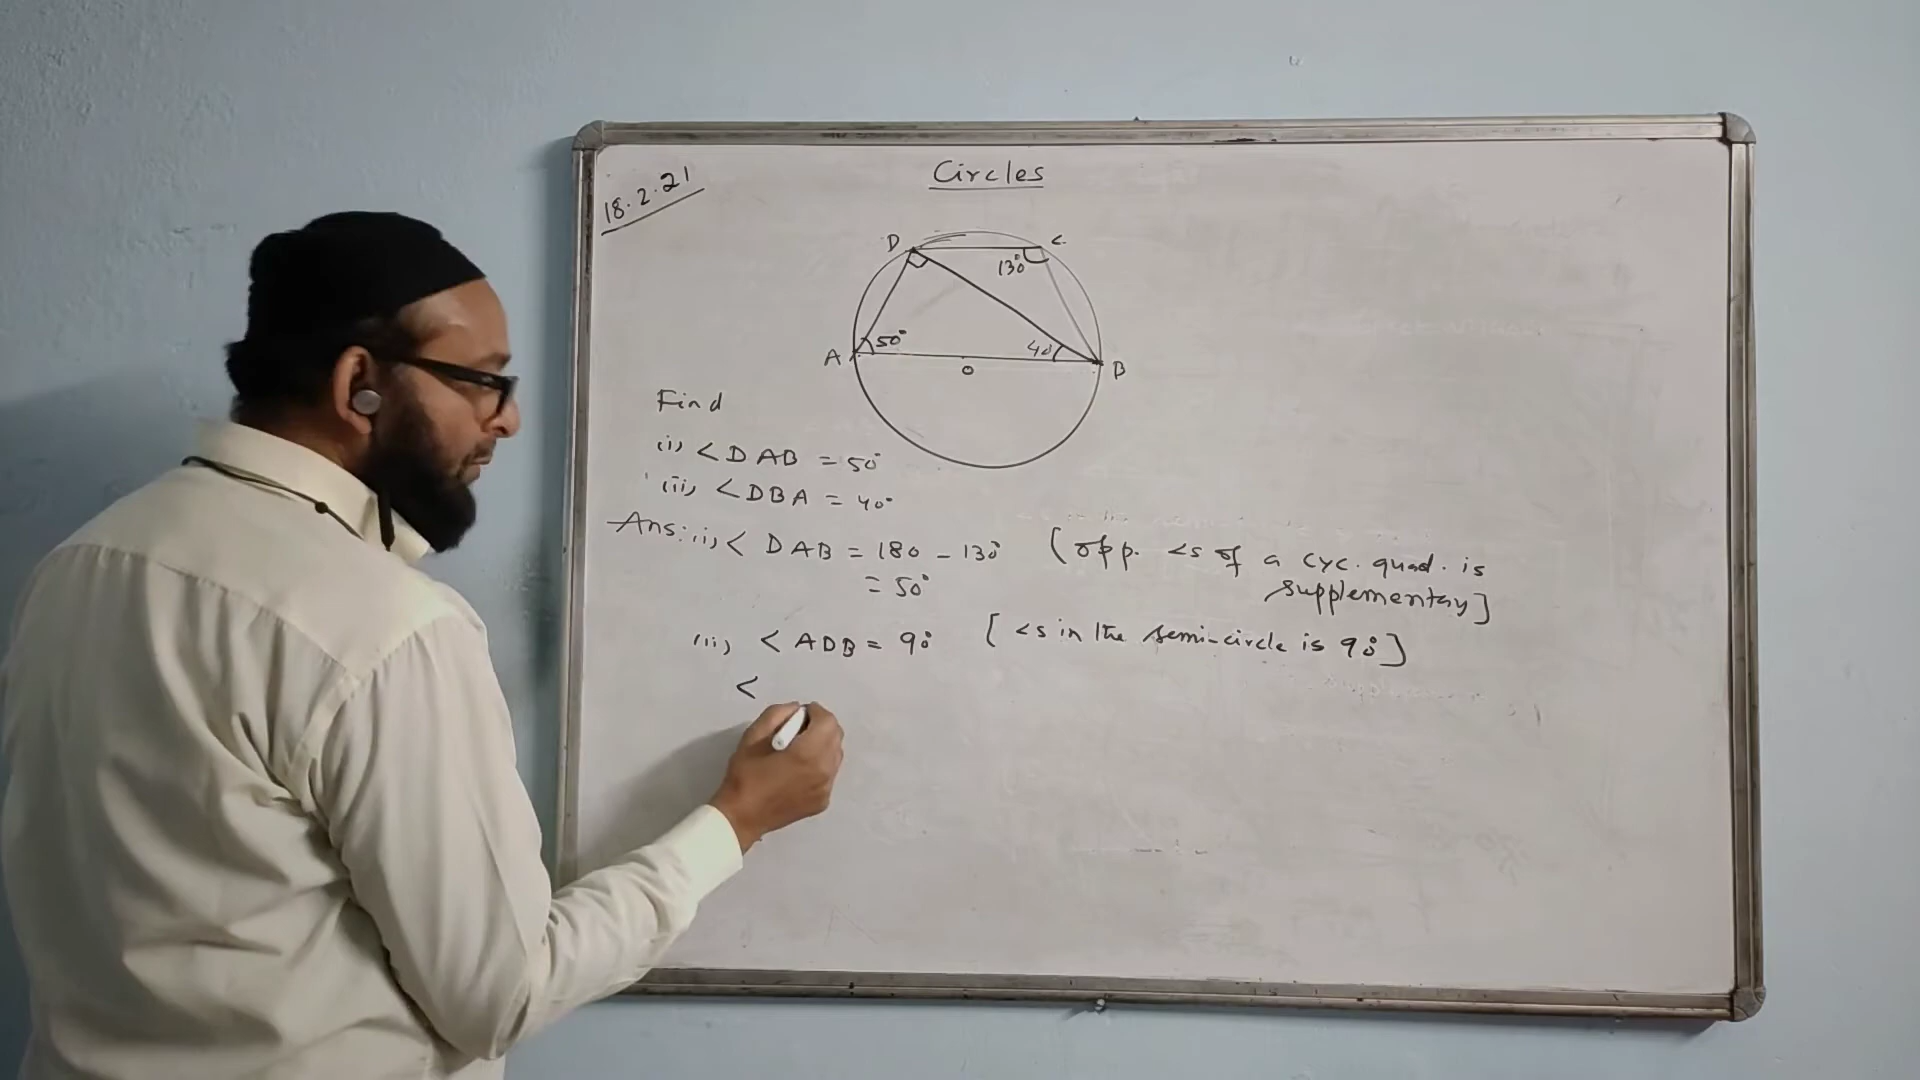 18.2.21
Circles
D
C
130°
50°
40
A
O
B
Find
(i) <DAB = 50°
(ii) <DBA = 40°
Ans: (i) < DAB = 180 - 130° [opp. <s of a cyc. quad. is
= 50°
supplementary]
(ii) < ADB = 90° [<s in the semi-circle is 90°]
<